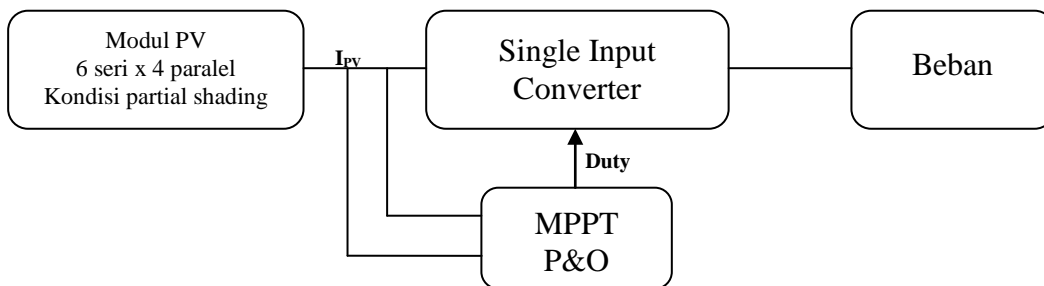 Modul PV
6 seri x 4 paralel
Kondisi partial shading
IPV
Single Input
Converter
Beban
Duty
MPPT
P&O